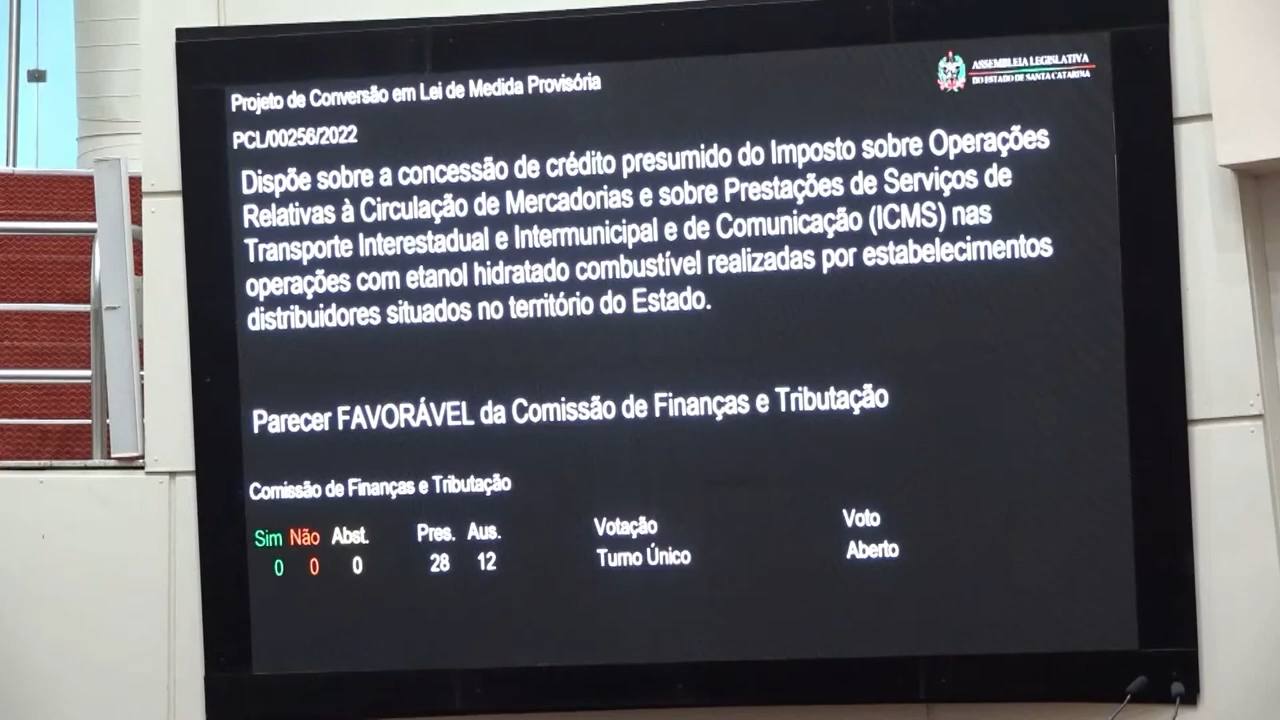 ASSEMBLEIA LEGISLATIVA
DO ESTADO DE SANTA CATARINA
Projeto de Conversão em Lei de Medida Provisória
PCL/00256/2022
Dispõe sobre a concessão de crédito presumido do Imposto sobre Operações
Relativas à Circulação de Mercadorias e sobre Prestações de Serviços de
Transporte Interestadual e Intermunicipal e de Comunicação (ICMS) nas
operações com etanol hidratado combustível realizadas por estabelecimentos
distribuidores situados no território do Estado.
Parecer FAVORÁVEL da Comissão de Finanças e Tributação
Comissão de Finanças e Tributação
Sim Não Abst. Pres. Aus. Votação Voto
0 0 0 28 12 Turno Único Aberto